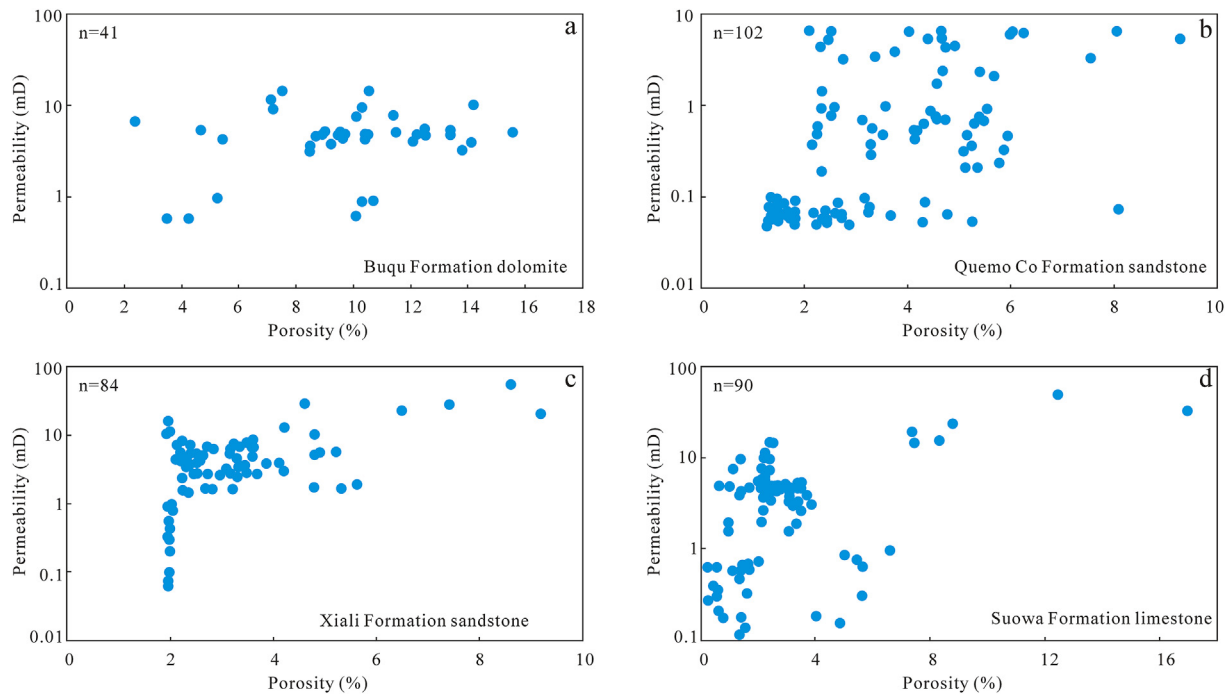 100
10
1
0.1
Permeability (mD)
n=41
a
Buqu Formation dolomite
0
2
4
6
8
10
12
14
16
18
Porosity (%)
10
1
0.1
0.01
Permeability (mD)
n=102
b
Quemo Co Formation sandstone
0
2
4
6
8
10
Porosity (%)
100
10
1
0.1
0.01
Permeability (mD)
n=84
c
Xiali Formation sandstone
0
2
4
6
8
10
Porosity (%)
100
10
1
0.1
Permeability (mD)
n=90
d
Suowa Formation limestone
0
4
8
12
16
Porosity (%)